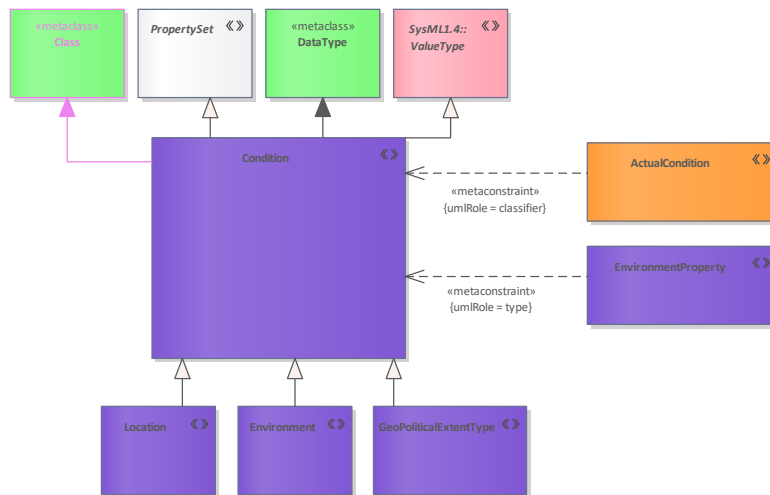 «metaclass»
Class
PropertySet «»
«metaclass»
DataType
SysML1.4:: «»
ValueType
Condition «»
ActualCondition
«»
«metaconstraint»
{umlRole = classifier}
EnvironmentProperty
«»
«metaconstraint»
{umlRole = type}
Location «»
Environment «»
GeoPoliticalExtentType «»